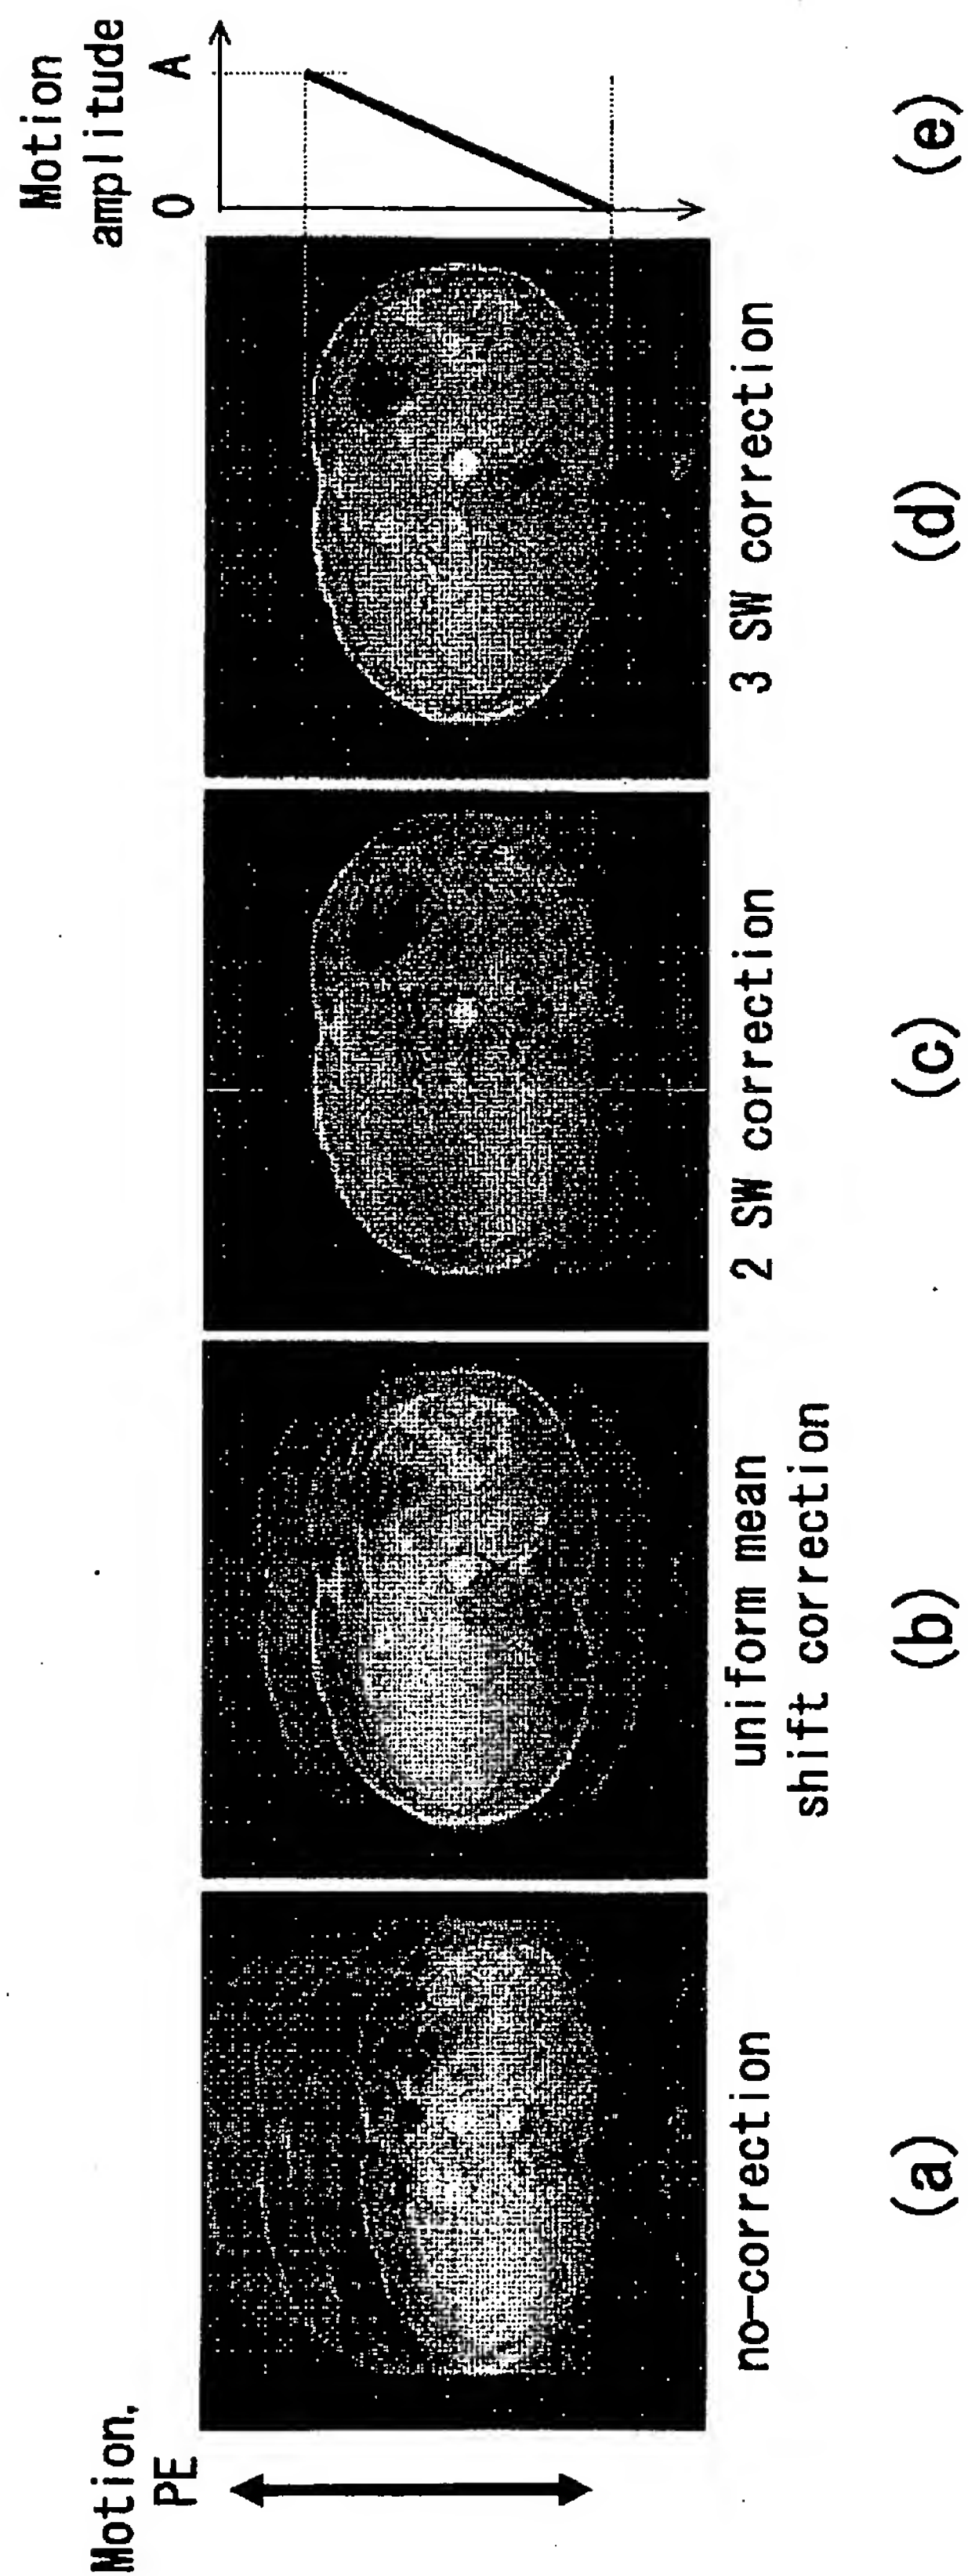 Motion,
PE
no-correction
(a)
uniform mean
shift correction
(b)
2 SW correction
(c)
3 SW correction
(d)
Motion
amplitude
0 A
(e)